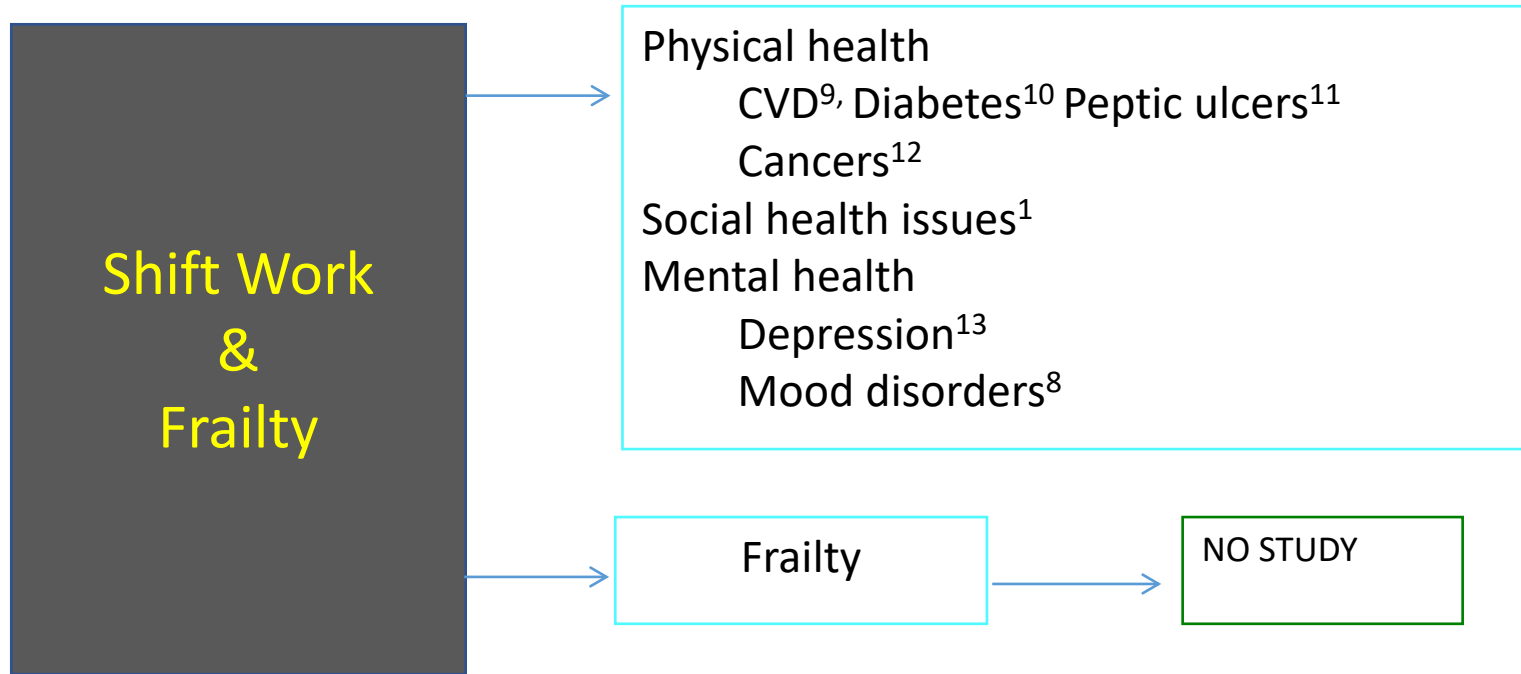 Shift Work
&
Frailty
Physical health
CVD⁹, Diabetes¹⁰ Peptic ulcers¹¹
Cancers¹²
Social health issues¹
Mental health
Depression¹³
Mood disorders⁸
Frailty
NO STUDY